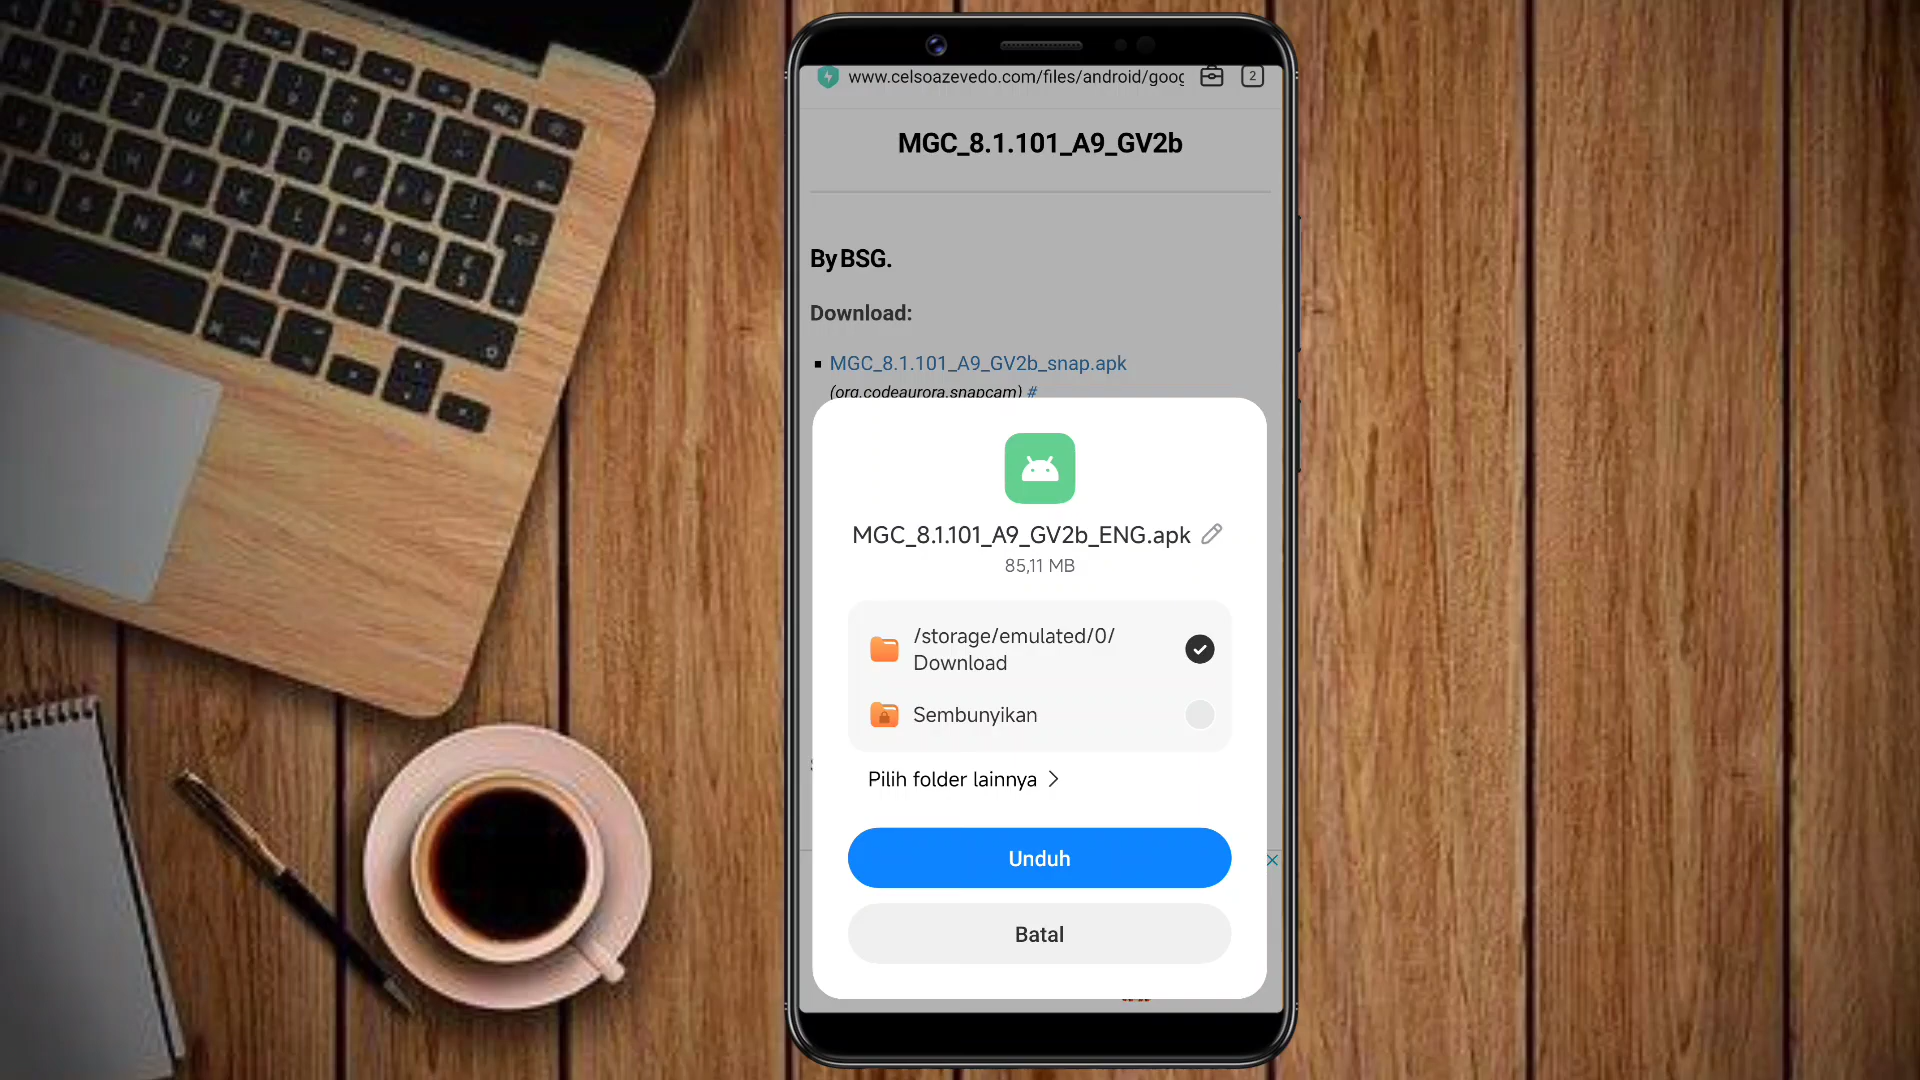 www.celsoazevedo.com/files/android/goog
2
MGC_8.1.101_A9_GV2b
By BSG.
Download:
MGC_8.1.101_A9_GV2b_snap.apk
(org.codeaurora.snapcam) #
MGC_8.1.101_A9_GV2b_ENG.apk
85,11 MB
/storage/emulated/0/
Download
Sembunyikan
Pilih folder lainnya
Unduh
Batal